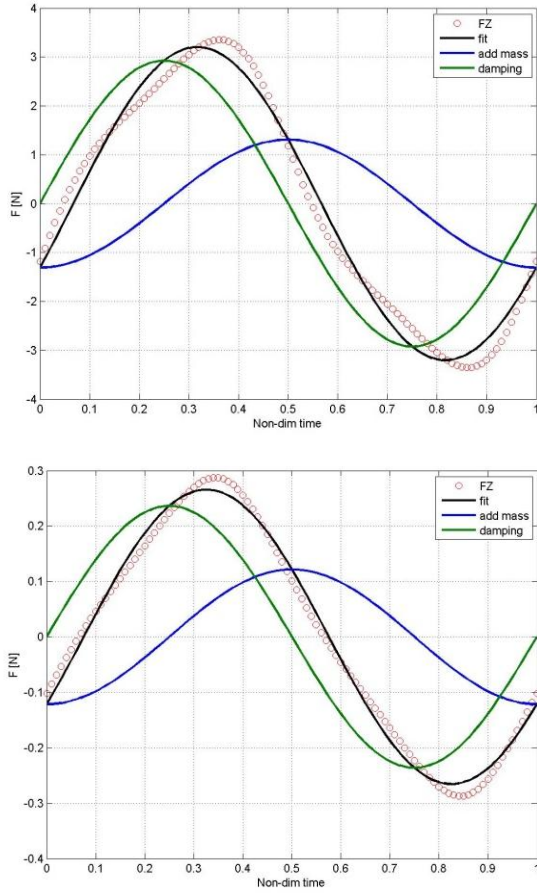 4
3
2
1
0
-1
-2
-3
-4
F [N]
FZ
fit
add mass
damping
0 0.1 0.2 0.3 0.4 0.5 0.6 0.7 0.8 0.9 1
Non-dim time
0.3
0.2
0.1
0
-0.1
-0.2
-0.3
-0.4
F [N]
FZ
fit
add mass
damping
0 0.1 0.2 0.3 0.4 0.5 0.6 0.7 0.8 0.9 1
Non-dim time